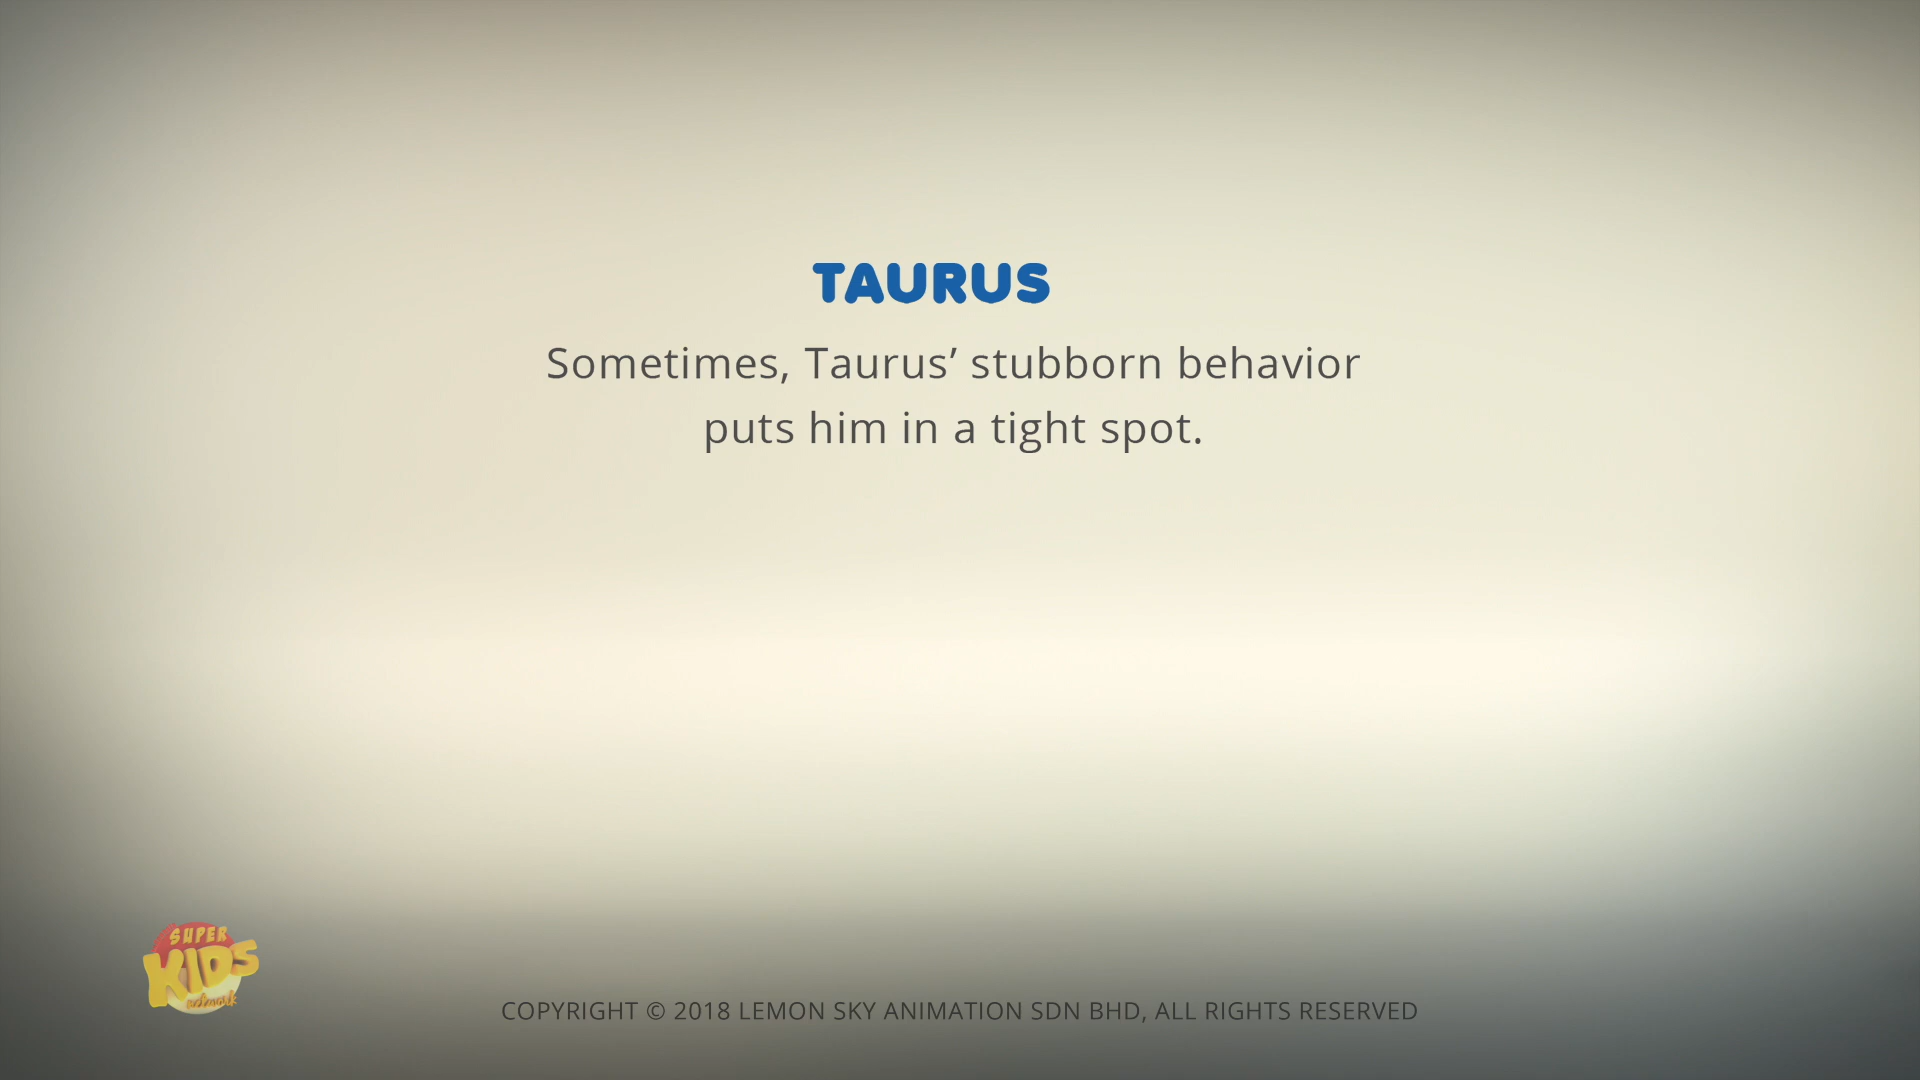 TAURUS
Sometimes, Taurus’ stubborn behavior
puts him in a tight spot.
SUPER
KIDS
network
COPYRIGHT © 2018 LEMON SKY ANIMATION SDN BHD, ALL RIGHTS RESERVED